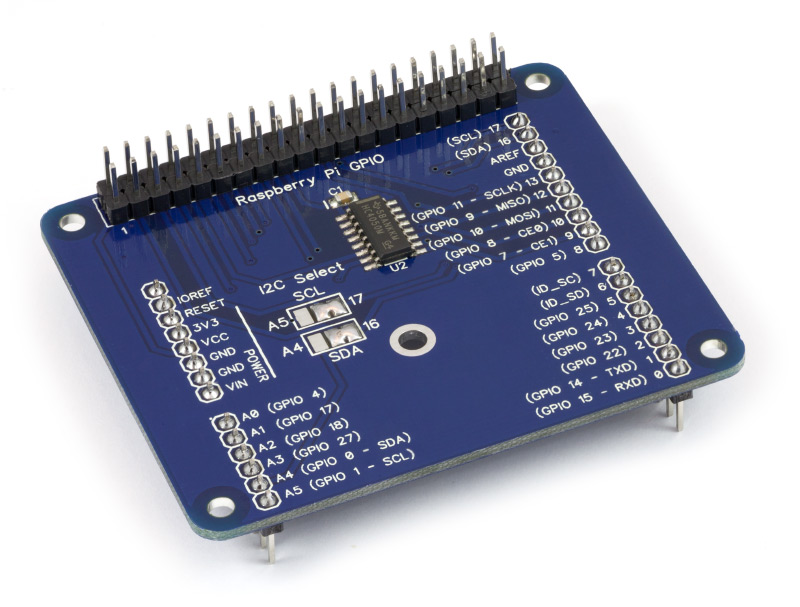 Raspberry Pi GPIO
1
C1
58AHKVM
HC4050M
G4
U2
(SCL) 17
(SDA) 16
AREF
GND
(GPIO 11 - SCLK) 13
(GPIO 9 - MISO) 12
(GPIO 10 - MOSI) 11
(GPIO 8 - CE0) 10
(GPIO 7 - CE1) 9
(GPIO 5) 8
(ID_SC) 7
(ID_SD) 6
(GPIO 25) 5
(GPIO 24) 4
(GPIO 23) 3
(GPIO 22) 2
(GPIO 14 - TXD) 1
(GPIO 15 - RXD) 0
I2C Select
SCL
A5 17
A4 16
SDA
IOREF
RESET
3V3
VCC
GND
GND
VIN
POWER
A0 (GPIO 4)
A1 (GPIO 17)
A2 (GPIO 18)
A3 (GPIO 27)
A4 (GPIO 0 - SDA)
A5 (GPIO 1 - SCL)